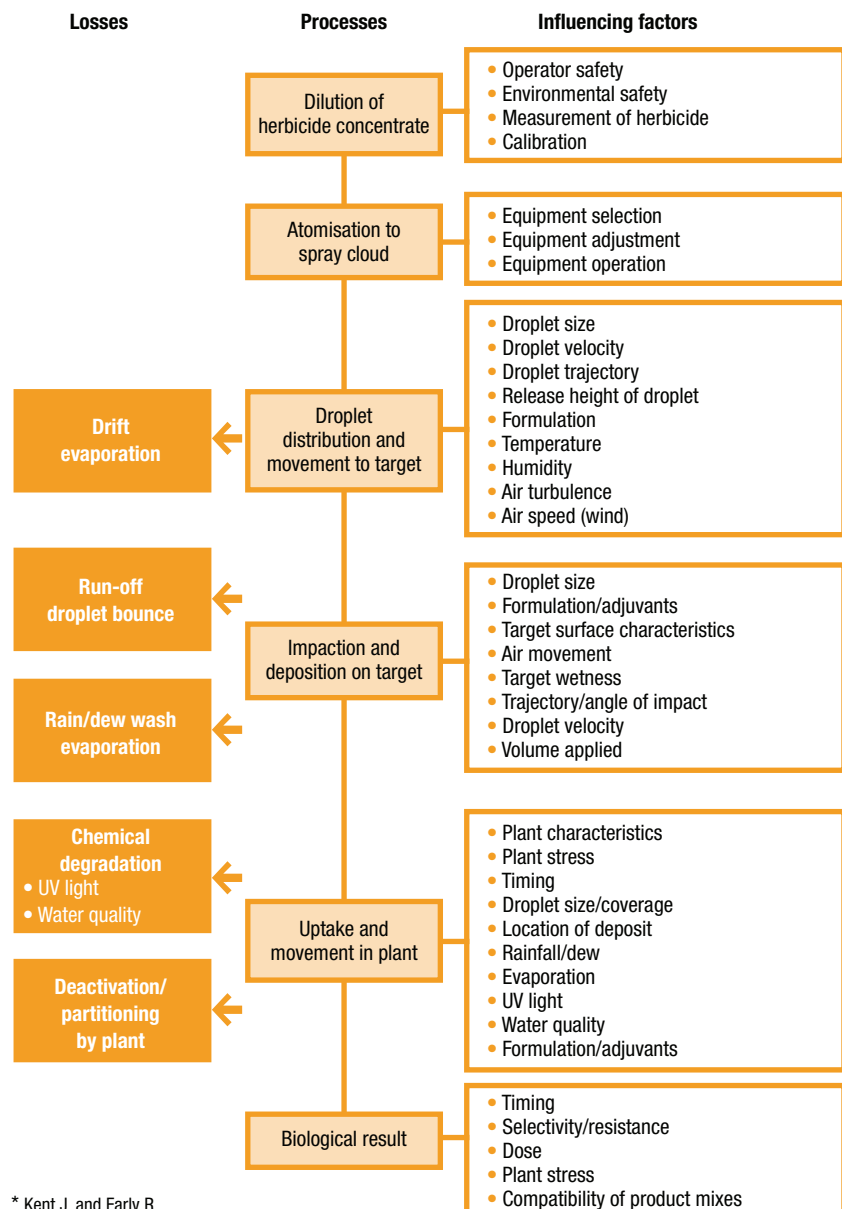 Losses
Processes
Influencing factors
Dilution of
herbicide concentrate
• Operator safety
• Environmental safety
• Measurement of herbicide
• Calibration
Atomisation to
spray cloud
• Equipment selection
• Equipment adjustment
• Equipment operation
Drift
evaporation
Droplet
distribution and
movement to target
• Droplet size
• Droplet velocity
• Droplet trajectory
• Release height of droplet
• Formulation
• Temperature
• Humidity
• Air turbulence
• Air speed (wind)
Run-off
droplet bounce
Rain/dew wash
evaporation
Impaction and
deposition on target
• Droplet size
• Formulation/adjuvants
• Target surface characteristics
• Air movement
• Target wetness
• Trajectory/angle of impact
• Droplet velocity
• Volume applied
Chemical
degradation
• UV light
• Water quality
Deactivation/
partitioning
by plant
Uptake and
movement in plant
• Plant characteristics
• Plant stress
• Timing
• Droplet size/coverage
• Location of deposit
• Rainfall/dew
• Evaporation
• UV light
• Water quality
• Formulation/adjuvants
Biological result
• Timing
• Selectivity/resistance
• Dose
• Plant stress
• Compatibility of product mixes
* Kent J. and Early R.